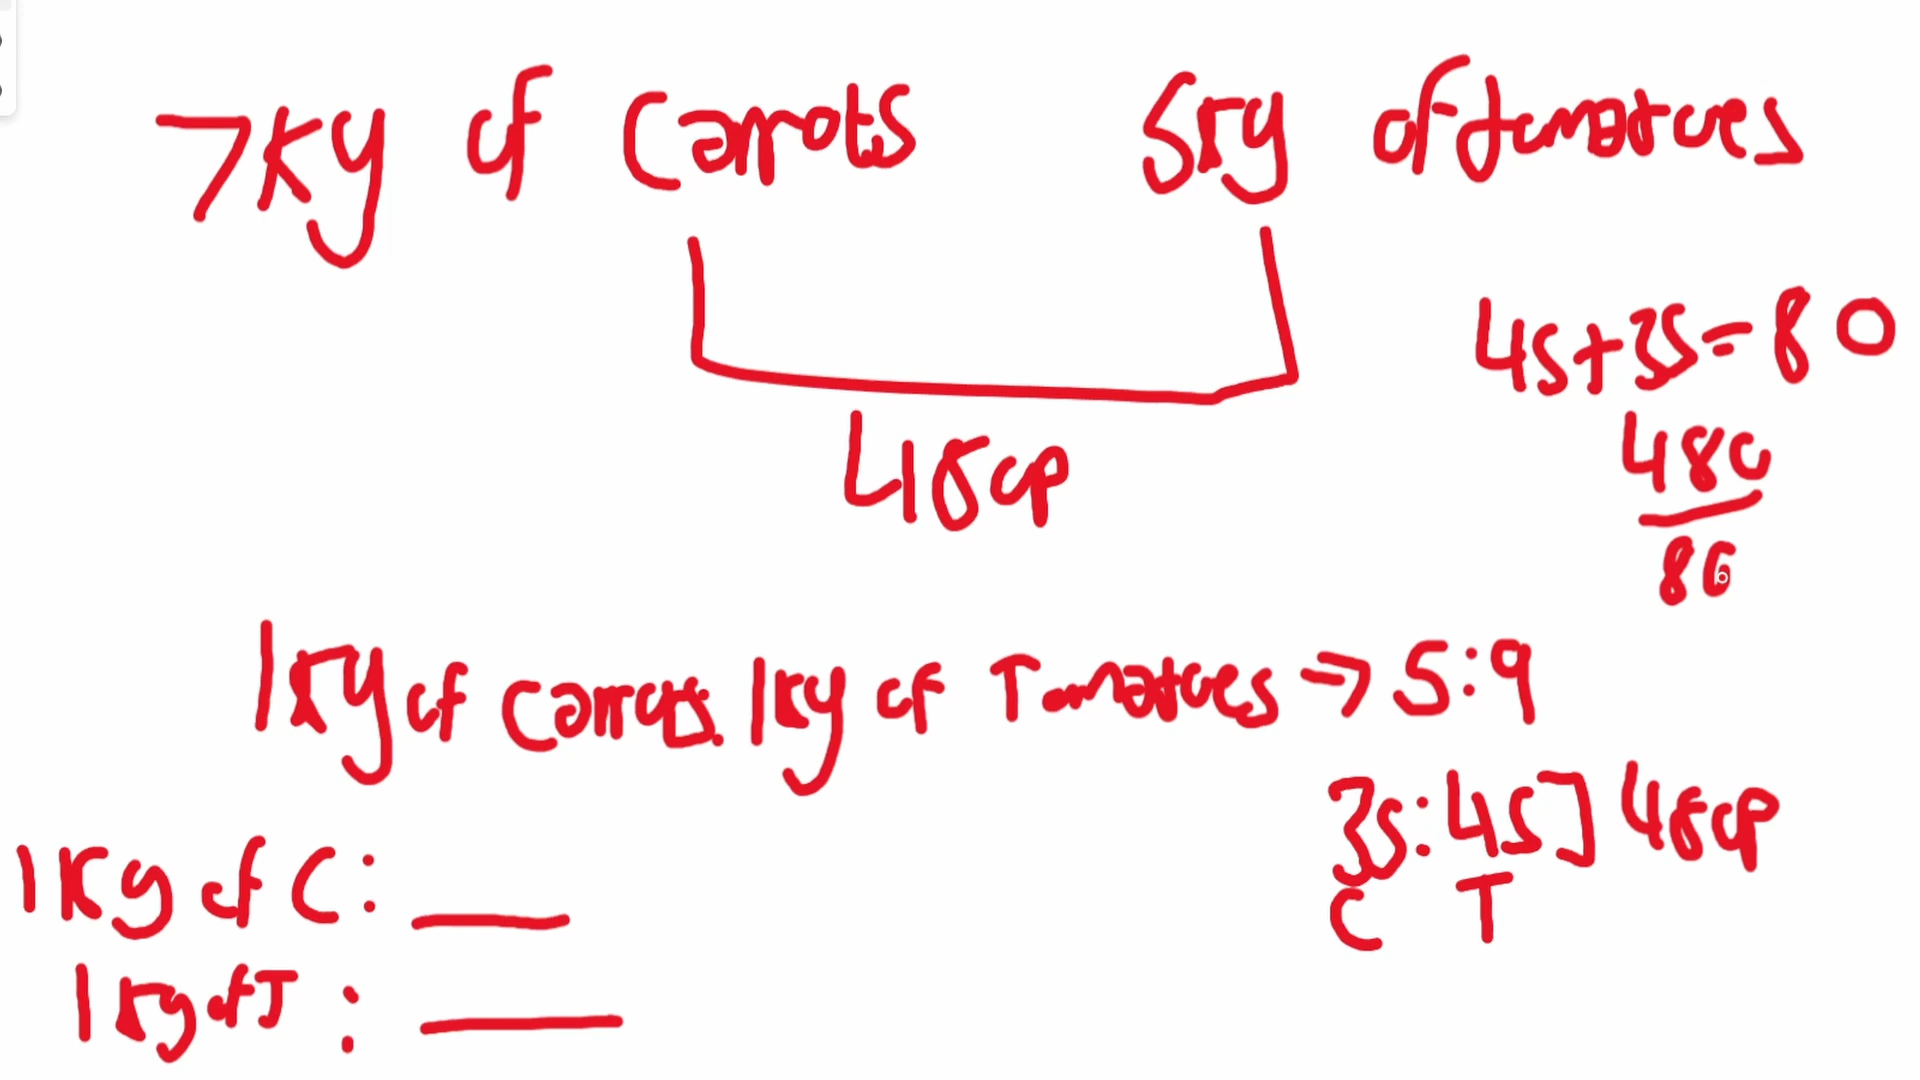 7Kg of Carrots 5kg of tomatoes
45+35=80
480p
480
80
1kg of Carrots. 1kg of Tomatoes => 5:9
35:45] 480p
C T
1Kg of C:
1kg of T :